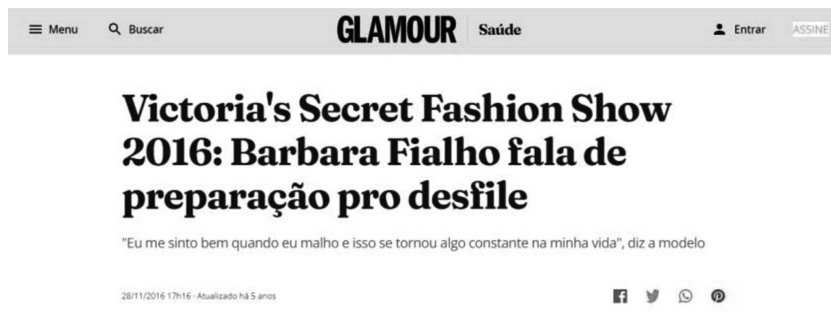 Menu Buscar GLAMOUR Saúde Entrar ASSINE
Victoria's Secret Fashion Show
2016: Barbara Fialho fala de
preparação pro desfile
"Eu me sinto bem quando eu malho e isso se tornou algo constante na minha vida", diz a modelo
28/11/2016 17h16 · Atualizado há 5 anos